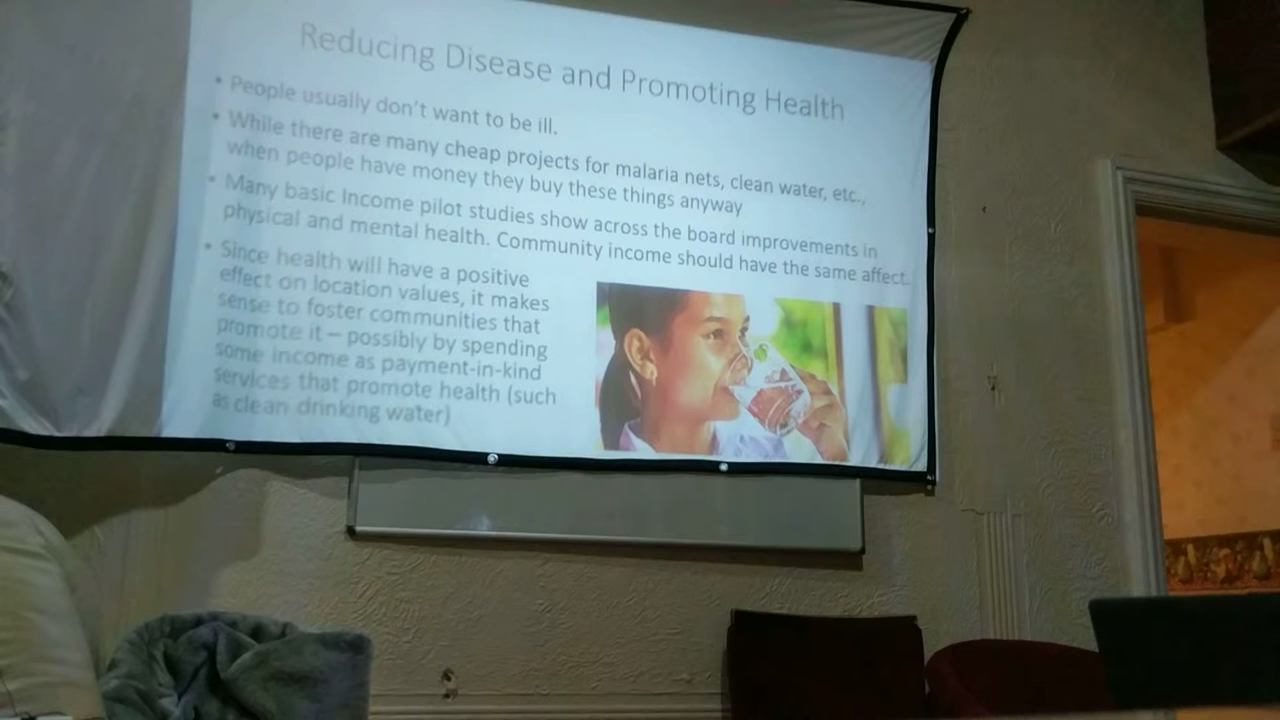 Reducing Disease and Promoting Health
• People usually don't want to be ill.
• While there are many cheap projects for malaria nets, clean water, etc.,
when people have money they buy these things anyway
• Many basic Income pilot studies show across the board improvements in
physical and mental health. Community income should have the same affect.
• Since health will have a positive
effect on location values, it makes
sense to foster communities that
promote it – possibly by spending
some income as payment-in-kind
services that promote health (such
as clean drinking water)